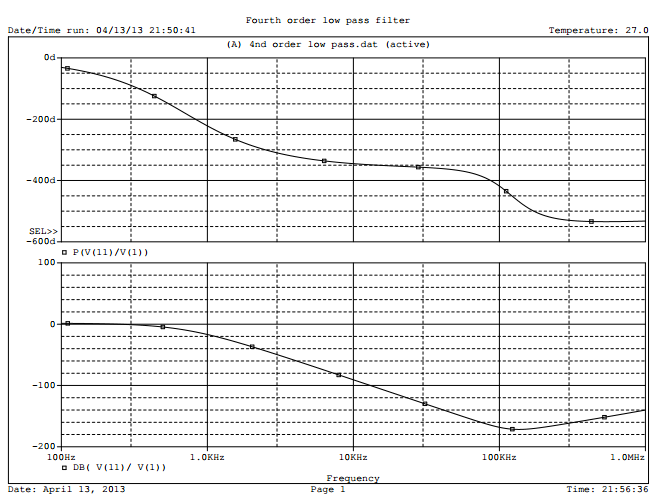 Fourth order low pass filter
Date/Time run: 04/13/13 21:50:41 Temperature: 27.0
(A) 4nd order low pass.dat (active)
0d
-200d
-400d
SEL>>
-600d
P(V(11)/V(1))
100
0
-100
-200
100Hz 1.0KHz 10KHz 100KHz 1.0MHz
DB( V(11)/ V(1))
Frequency
Date: April 13, 2013 Page 1 Time: 21:56:36